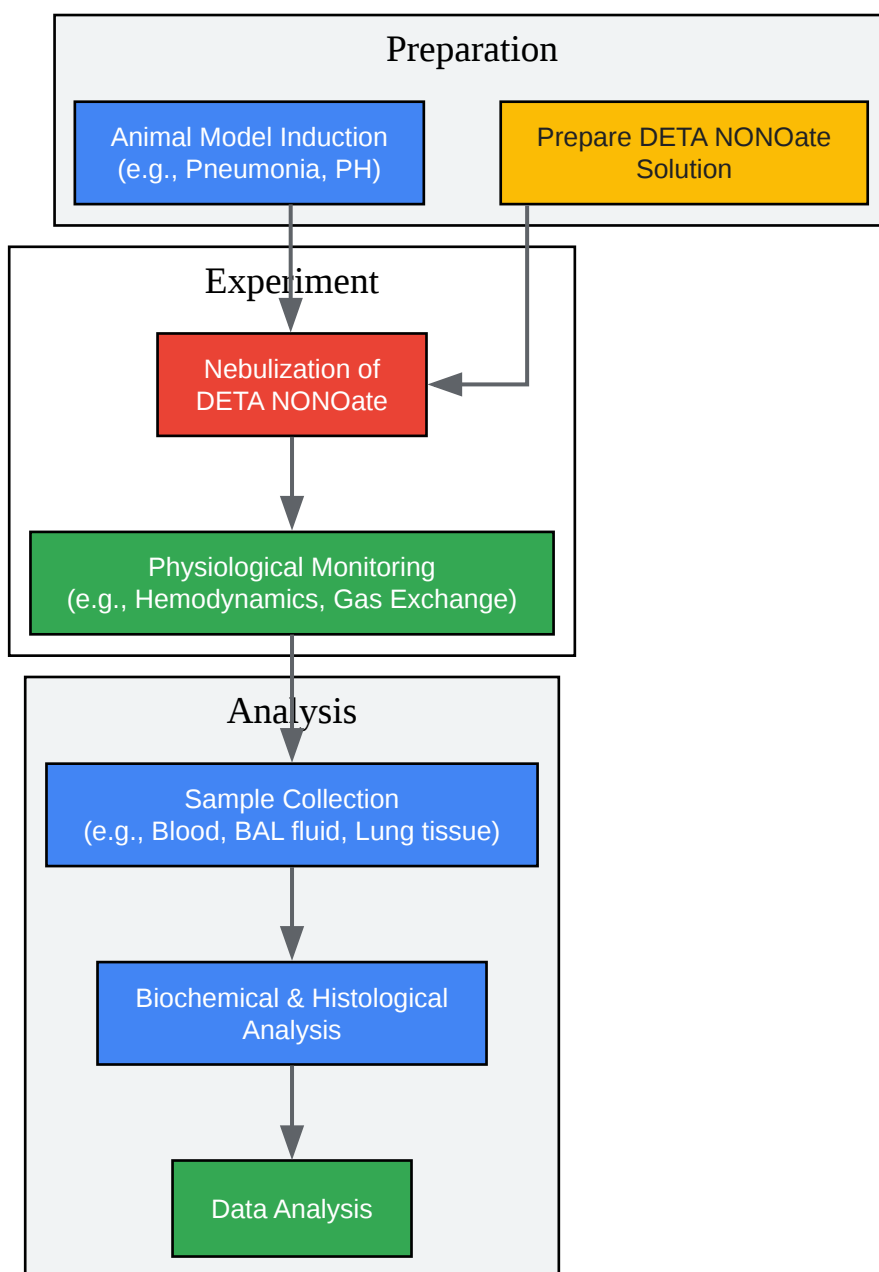 Preparation
Animal Model Induction
(e.g., Pneumonia, PH)
Prepare DETA NONOate
Solution
Experiment
Nebulization of
DETA NONOate
Physiological Monitoring
(e.g., Hemodynamics, Gas Exchange)
Analysis
Sample Collection
(e.g., Blood, BAL fluid, Lung tissue)
Biochemical & Histological
Analysis
Data Analysis